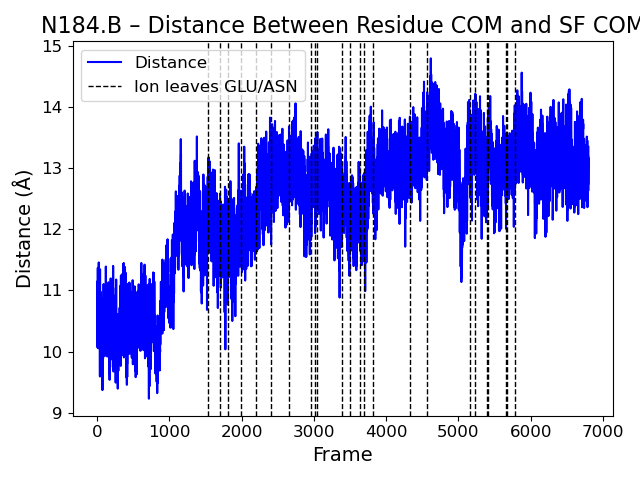 N184.B – Distance Between Residue COM and SF COM
15
14
13
12
11
10
9
Distance (Å)
Distance
Ion leaves GLU/ASN
0 1000 2000 3000 4000 5000 6000 7000
Frame